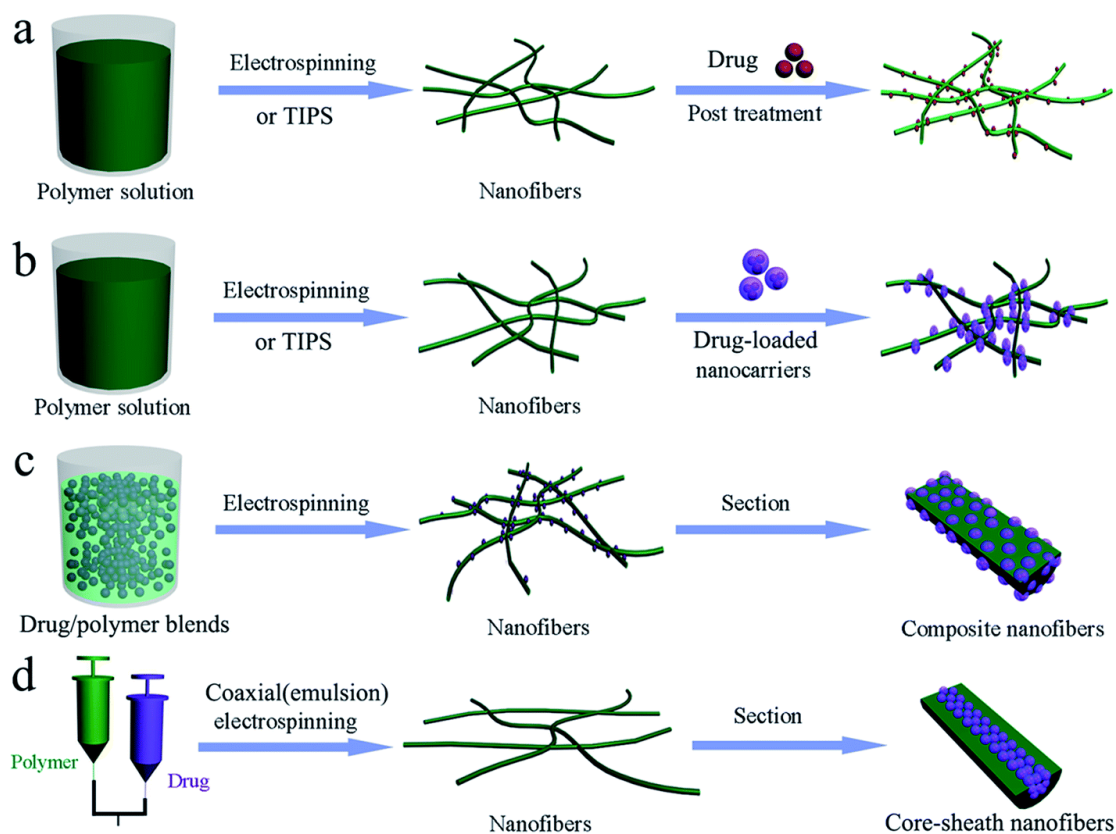 a
Electrospinning
or TIPS
Drug
Post treatment
Polymer solution
Nanofibers
b
Electrospinning
or TIPS
Drug-loaded
nanocarriers
Polymer solution
Nanofibers
c
Electrospinning
Section
Drug/polymer blends
Nanofibers
Composite nanofibers
d
Polymer
Drug
Coaxial(emulsion)
electrospinning
Section
Nanofibers
Core-sheath nanofibers